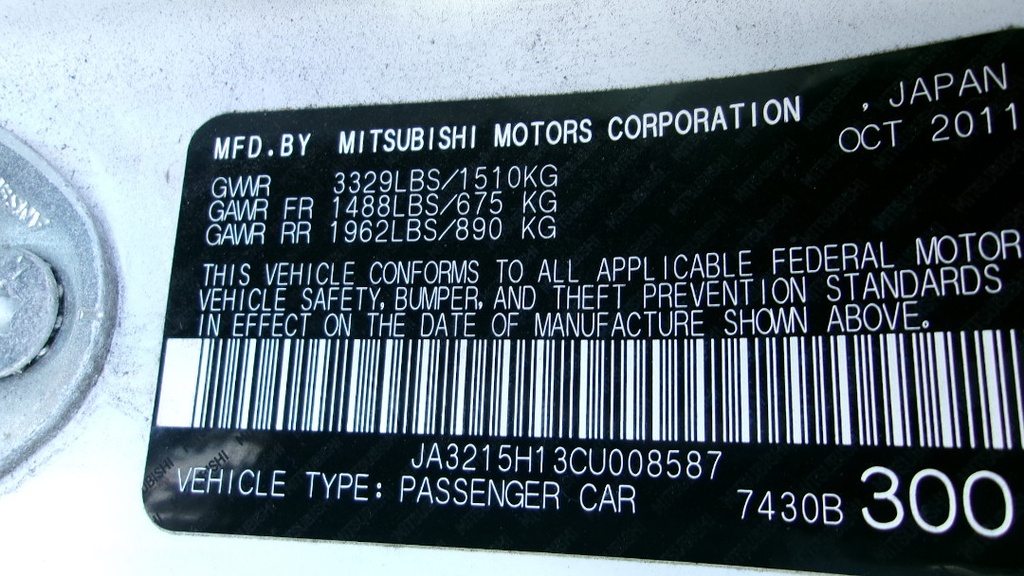 MFD.BY MITSUBISHI MOTORS CORPORATION , JAPAN
OCT 2011
GVWR 3329LBS/1510KG
GAWR FR 1488LBS/675 KG
GAWR RR 1962LBS/890 KG
THIS VEHICLE CONFORMS TO ALL APPLICABLE FEDERAL MOTOR
VEHICLE SAFETY, BUMPER, AND THEFT PREVENTION STANDARDS
IN EFFECT ON THE DATE OF MANUFACTURE SHOWN ABOVE.
JA3215H13CU008587
VEHICLE TYPE: PASSENGER CAR
7430B 300